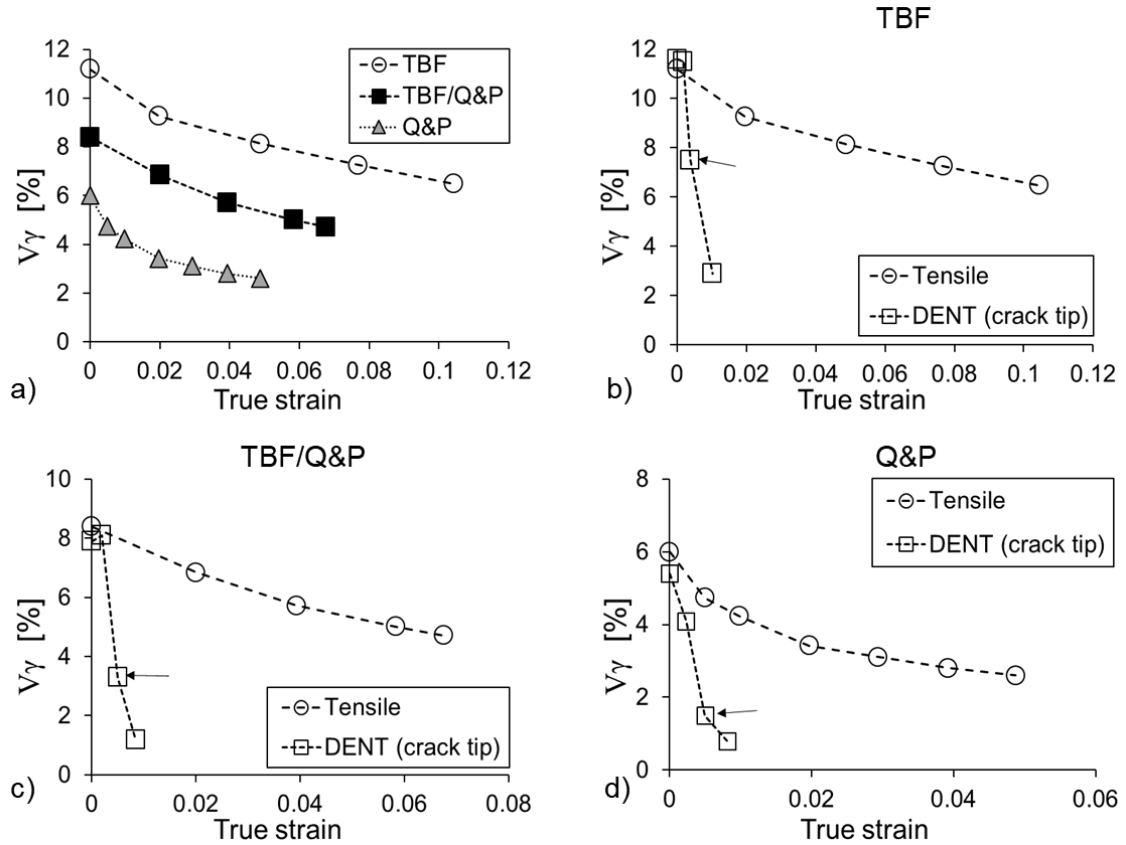 TBF
12
10
8
6
4
2
0
Vγ [%]
TBF
TBF/Q&P
Q&P
0 0.02 0.04 0.06 0.08 0.1 0.12
True strain
a)
12
10
8
6
4
2
0
Vγ [%]
Tensile
DENT (crack tip)
0 0.02 0.04 0.06 0.08 0.1 0.12
True strain
b)
TBF/Q&P
10
8
6
4
2
0
Vγ [%]
Tensile
DENT (crack tip)
0 0.02 0.04 0.06 0.08
True strain
c)
Q&P
8
6
4
2
0
Vγ [%]
Tensile
DENT (crack tip)
0 0.02 0.04 0.06
True strain
d)